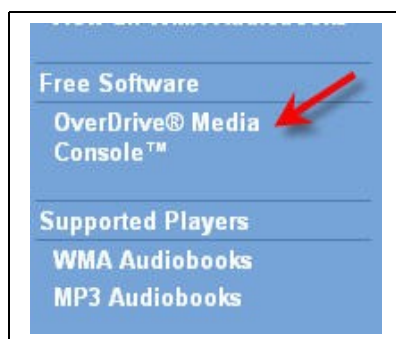 Free Software
OverDrive® Media
Console™
Supported Players
WMA Audiobooks
MP3 Audiobooks